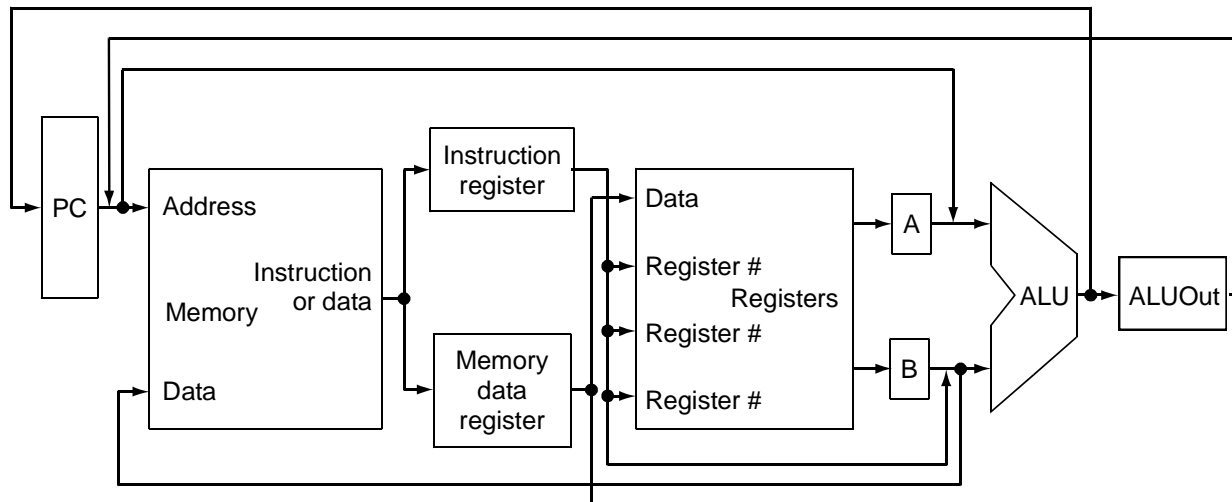 PC
Address
Instruction
or data
Memory
Data
Instruction
register
Memory
data
register
Data
Register #
Registers
Register #
Register #
A
B
ALU
ALUOut